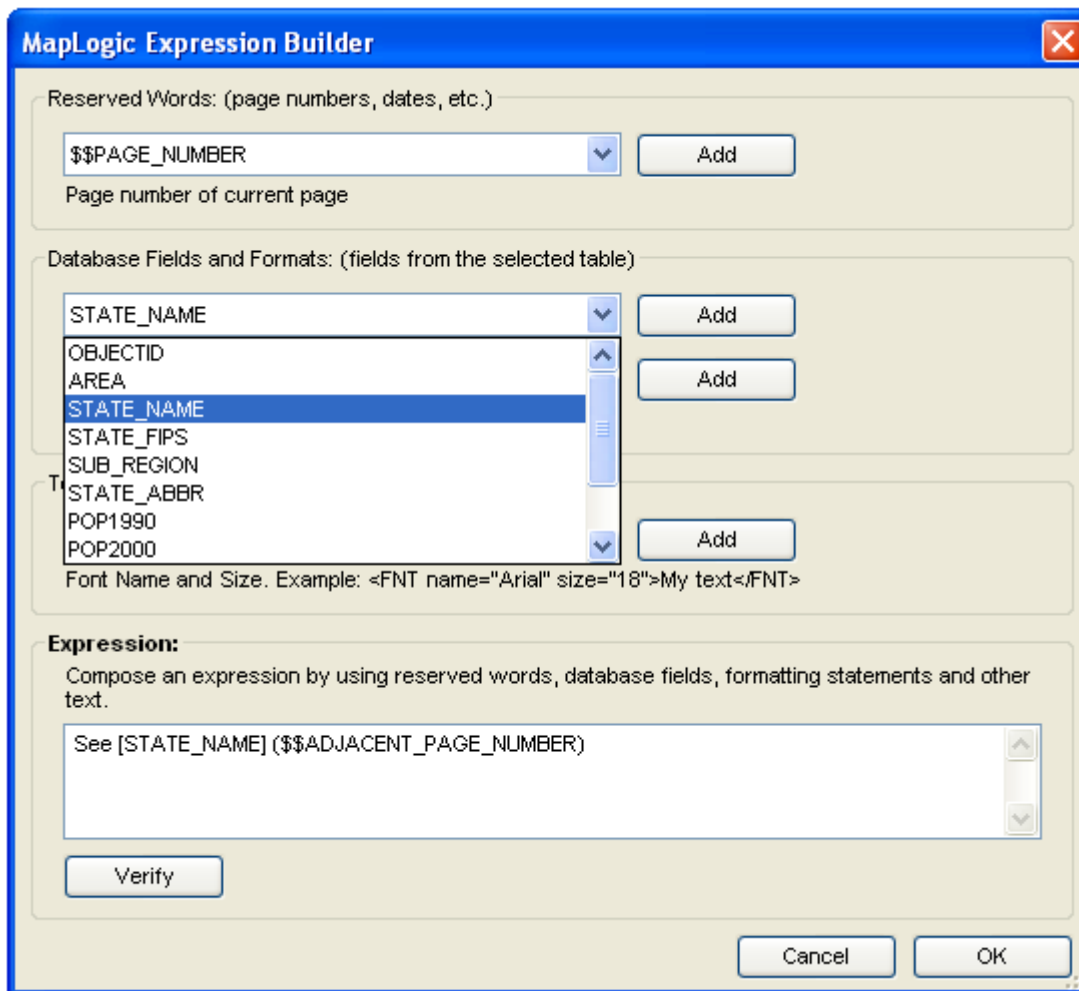 MapLogic Expression Builder
Reserved Words: (page numbers, dates, etc.)
$$PAGE_NUMBER
Add
Page number of current page
Database Fields and Formats: (fields from the selected table)
STATE_NAME
Add
OBJECTID
AREA
Add
STATE_NAME
STATE_FIPS
SUB_REGION
STATE_ABBR
POP1990
POP2000
Add
Font Name and Size. Example: <FNT name="Arial" size="18">My text</FNT>
Expression:
Compose an expression by using reserved words, database fields, formatting statements and other
text.
See [STATE_NAME] ($$ADJACENT_PAGE_NUMBER)
Verify
Cancel
OK